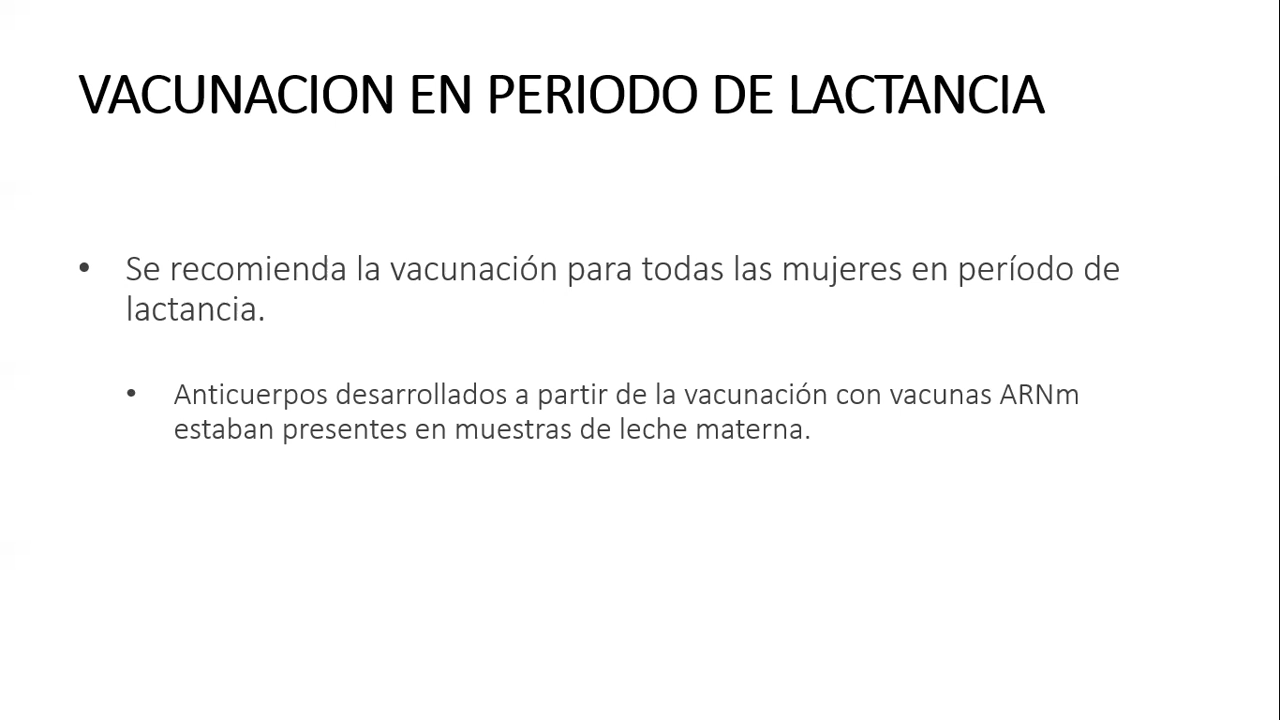 VACUNACION EN PERIODO DE LACTANCIA
• Se recomienda la vacunación para todas las mujeres en período de
lactancia.
• Anticuerpos desarrollados a partir de la vacunación con vacunas ARNm
estaban presentes en muestras de leche materna.